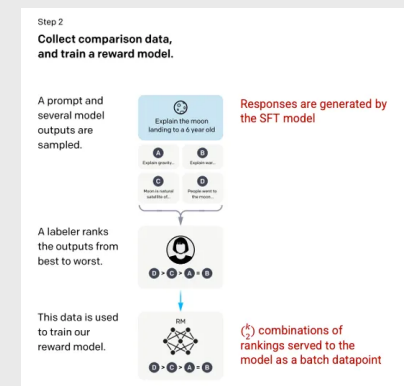 Step 2
Collect comparison data,
and train a reward model.
A prompt and
several model
outputs are
sampled.
Explain the moon
landing to a 6 year old
A
Explain gravity...
B
Explain war...
C
Moon is natural
satellite of...
D
People went to
the moon...
Responses are generated by
the SFT model
A labeler ranks
the outputs from
best to worst.
D > C > A = B
This data is used
to train our
reward model.
RM
D > C > A = B
(k 2) combinations of
rankings served to the
model as a batch datapoint